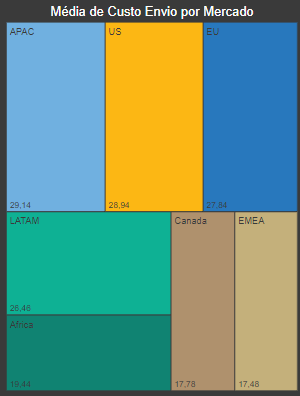 Média de Custo Envio por Mercado
APAC
US
EU
29,14
28,94
27,84
LATAM
Canada
EMEA
26,46
Africa
19,44
17,78
17,48